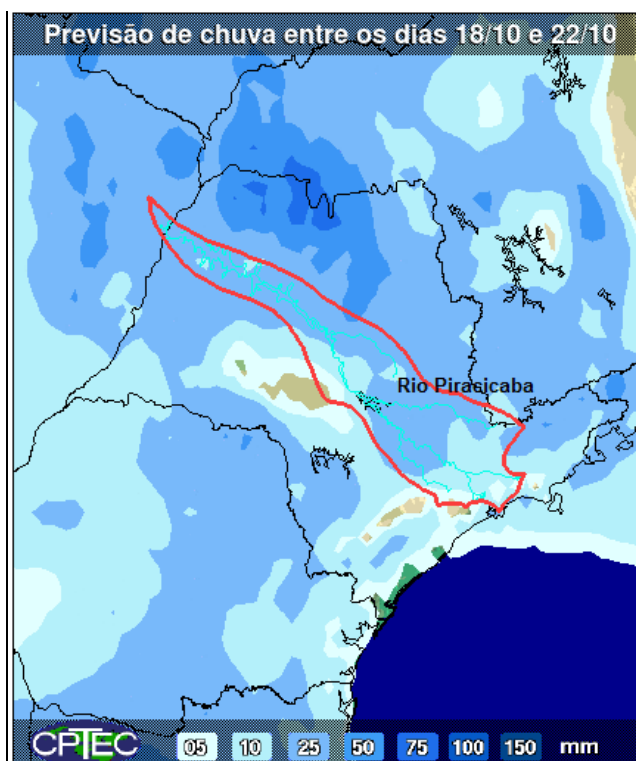 Previsão de chuva entre os dias 18/10 e 22/10
Rio Piracicaba
CPTEC 05 10 25 50 75 100 150 mm